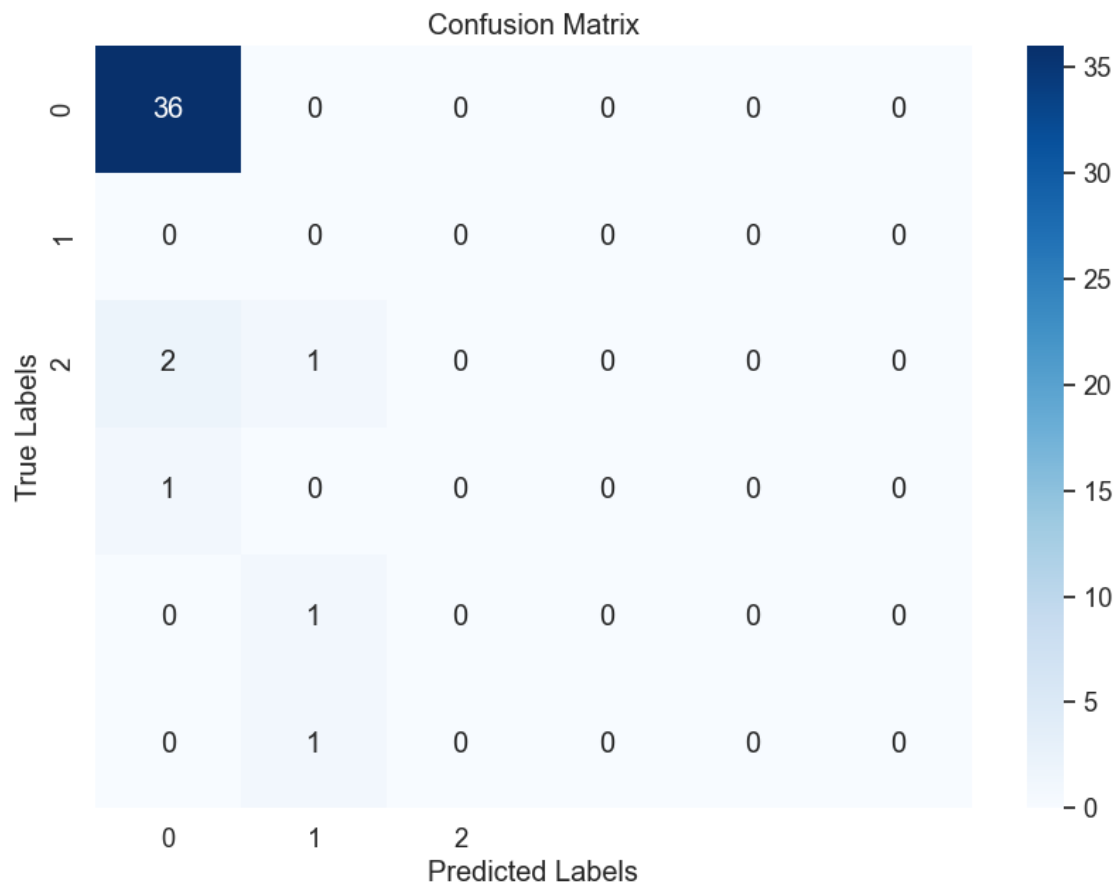 Confusion Matrix
0 36 0 0 0 0 0
1 0 0 0 0 0 0
2 2 1 0 0 0 0
1 0 0 0 0 0
0 1 0 0 0 0
0 1 0 0 0 0
0 1 2
True Labels
Predicted Labels
35
30
25
20
15
10
5
0